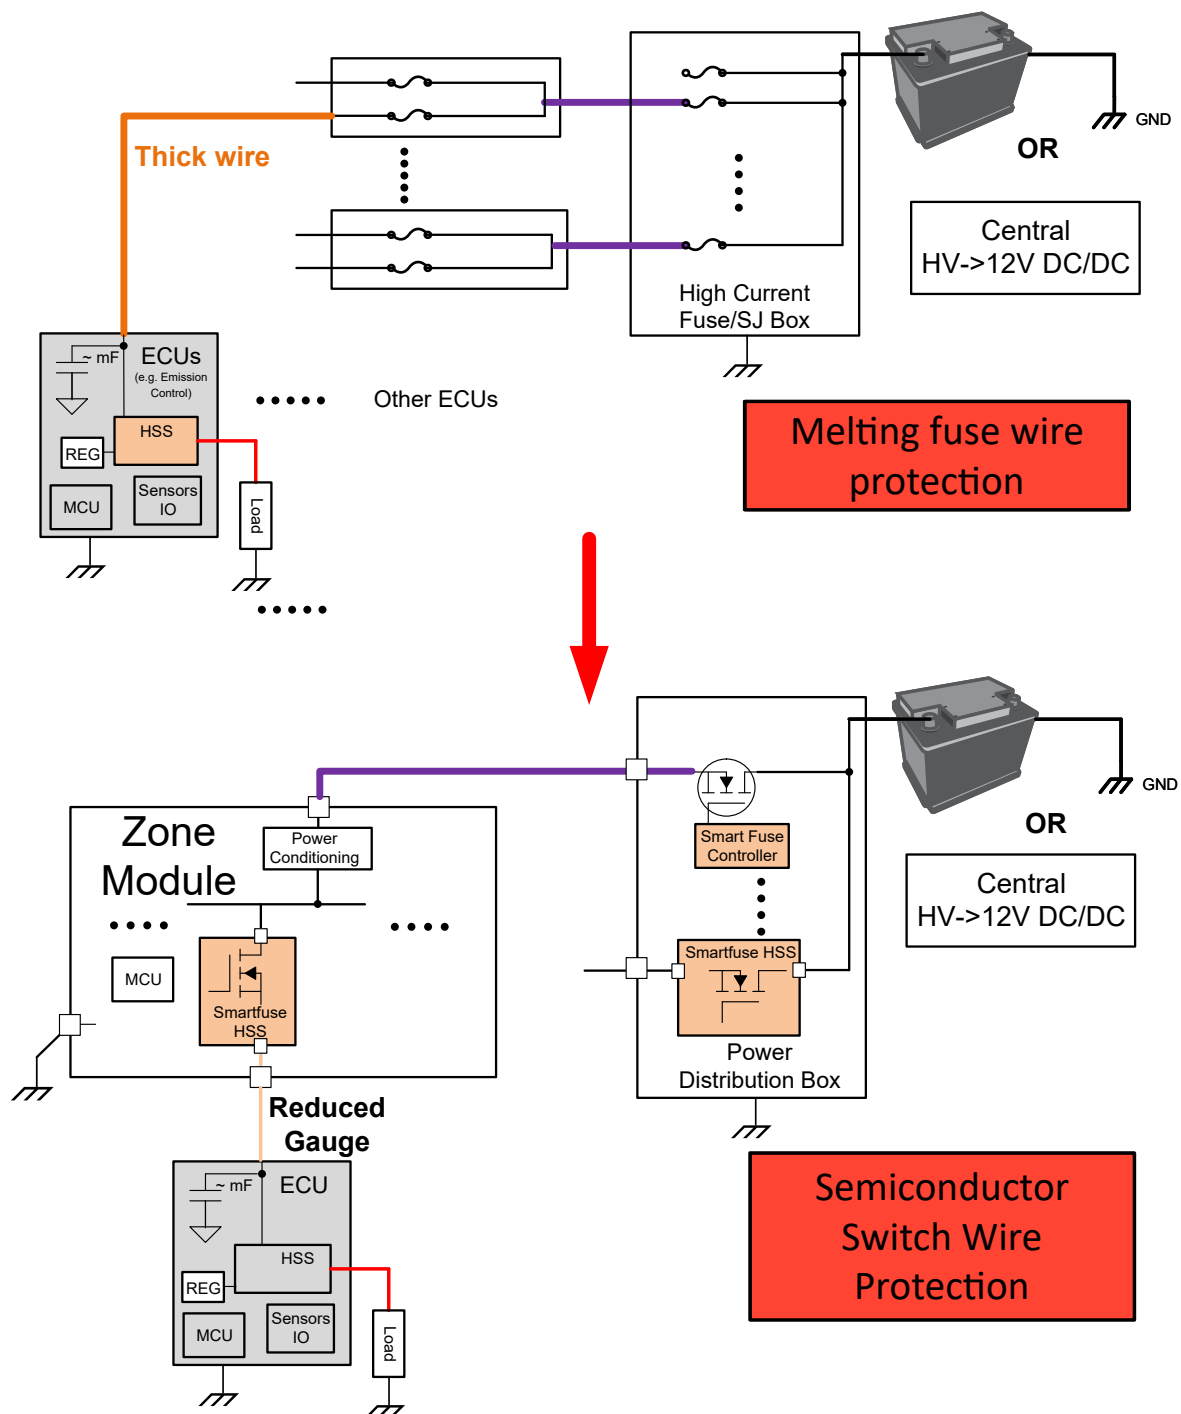 GND
OR
Thick wire
Central
HV->12V DC/DC
High Current
Fuse/SJ Box
~ mF
ECUs
(e.g. Emission
Control)
HSS
REG
MCU
Sensors
IO
Load
Other ECUs
Melting fuse wire
protection
GND
OR
Central
HV->12V DC/DC
Smart Fuse
Controller
Smartfuse HSS
Power
Distribution Box
Zone
Module
Power
Conditioning
MCU
Smartfuse
HSS
Reduced
Gauge
~ mF
ECU
HSS
REG
MCU
Sensors
IO
Load
Semiconductor
Switch Wire
Protection